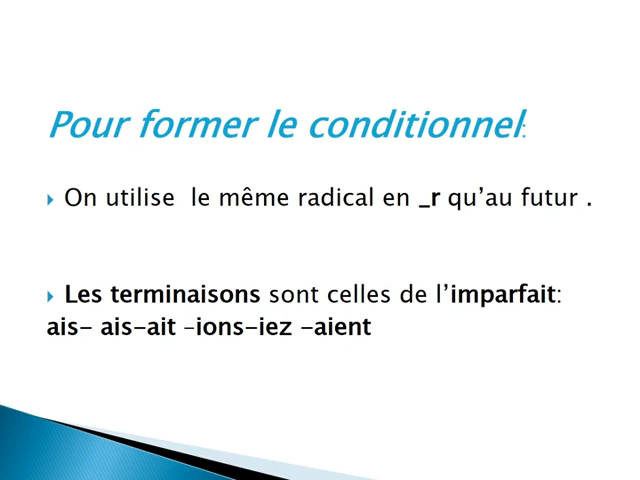 Pour former le conditionnel:
On utilise le même radical en _r qu’au futur .
Les terminaisons sont celles de l’imparfait:
ais- ais-ait –ions-iez –aient